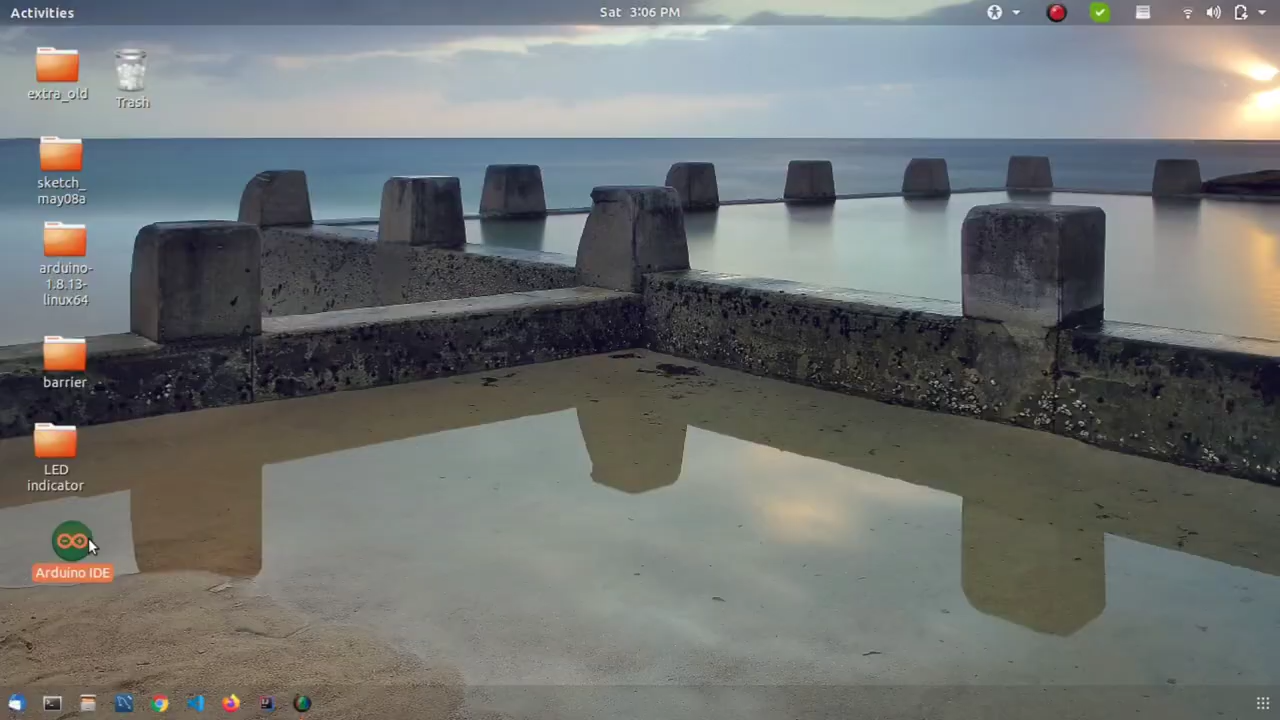 Activities
Sat 3:06 PM
extra_old
Trash
sketch_
may08a
arduino-
1.8.13-
linux64
barrier
LED
indicator
Arduino IDE